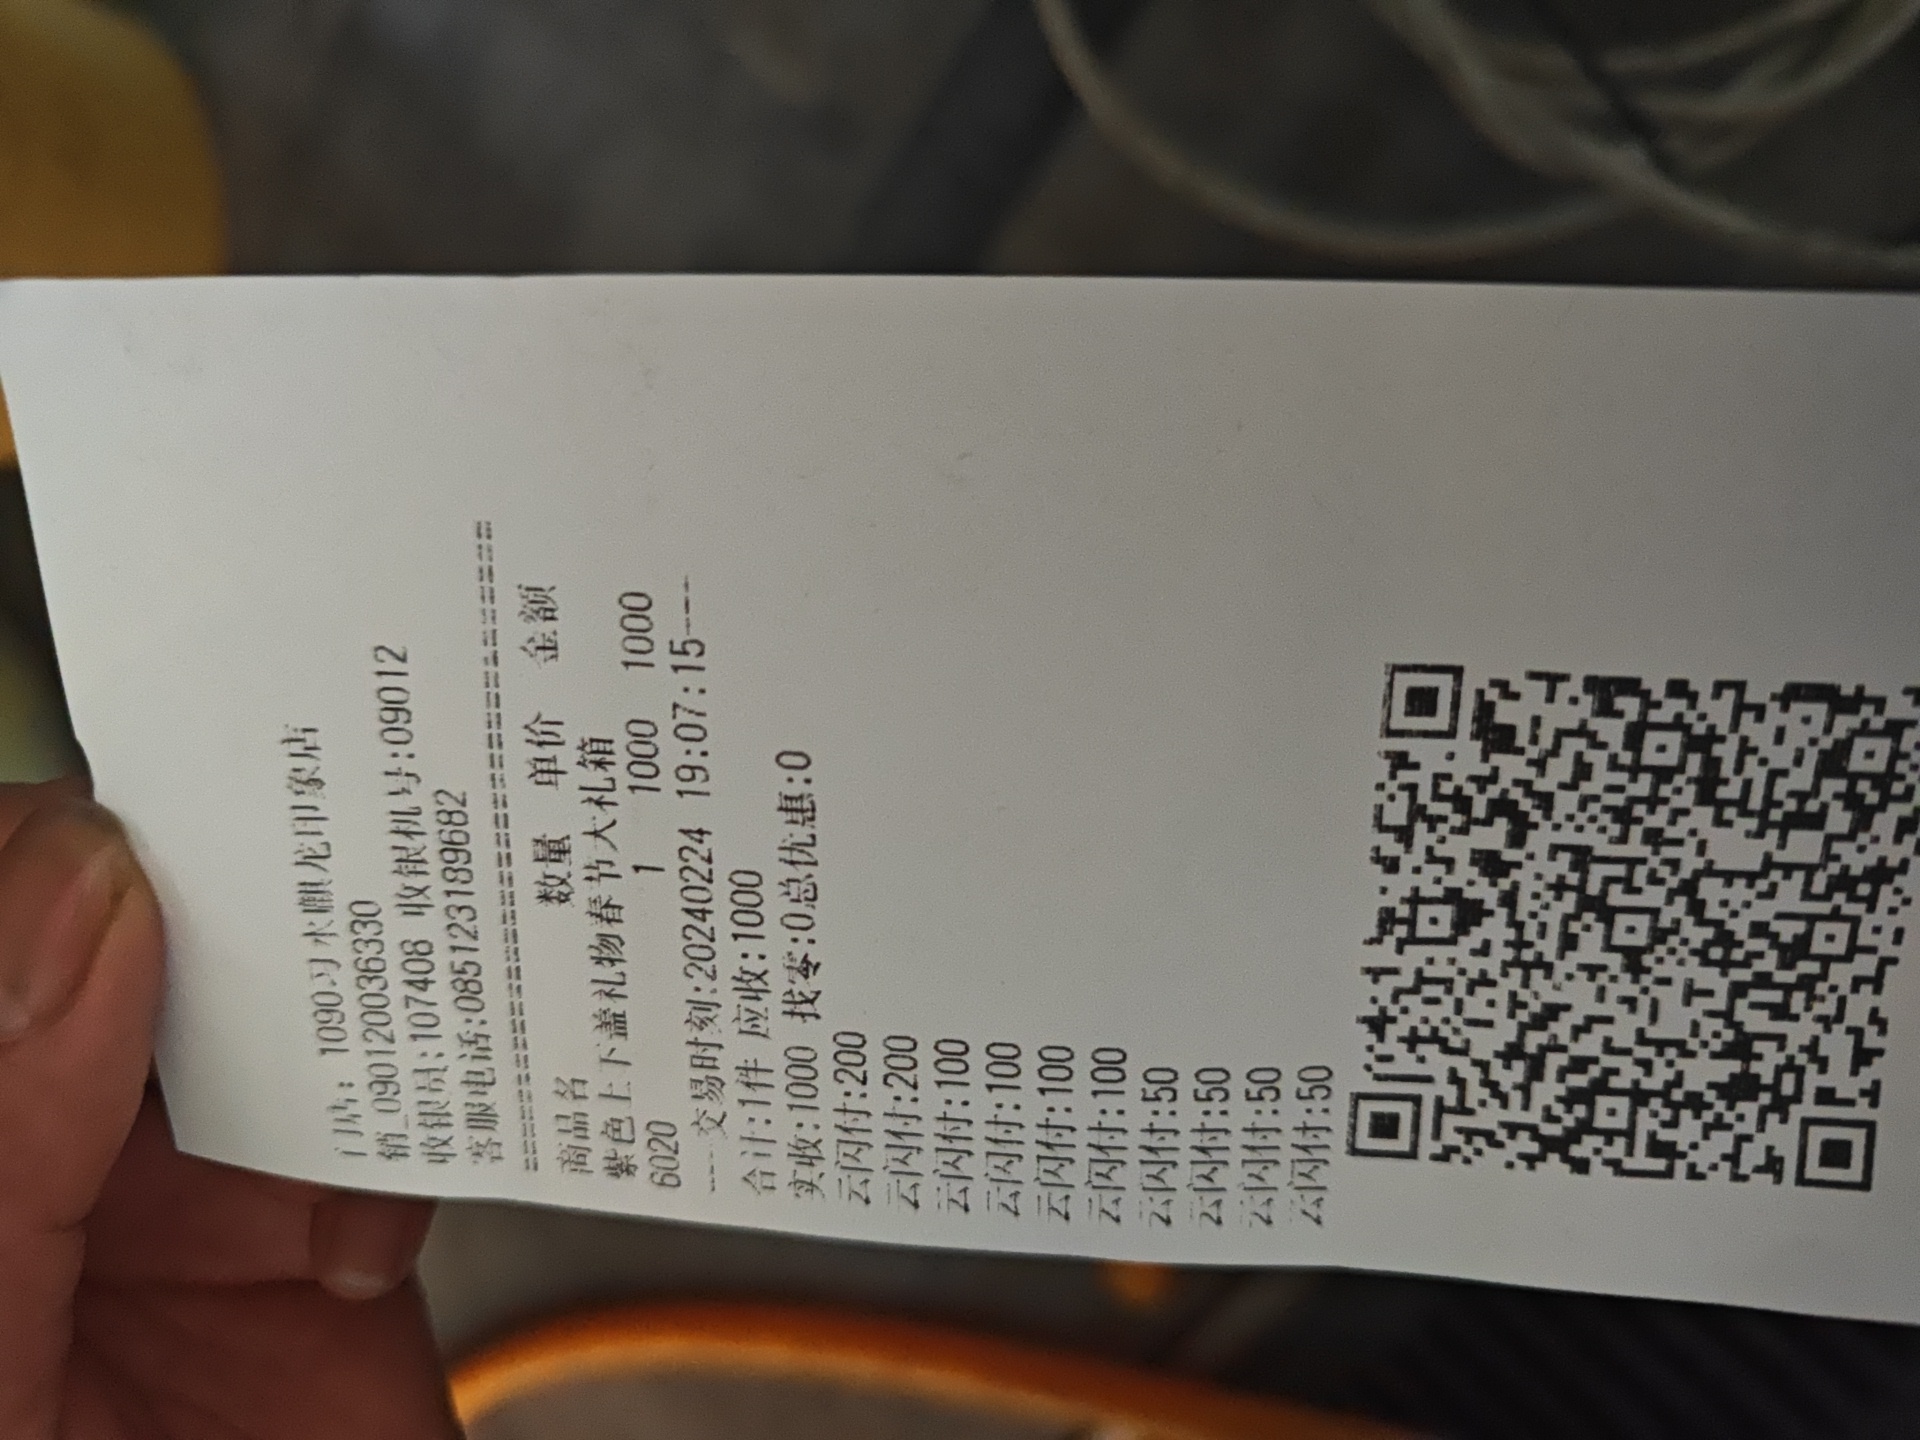 门店: 1090习水麒龙印象店
销_090120036330
收银员:107408 收银机号:09012
客服电话:085123189682
商品名 数量 单价 金额
紫色上下盖礼物春节大礼箱
6020 1 1000 1000
----交易时刻:20240224 19:07:15----
合计:1件 应收:1000
实收:1000 找零:0总优惠:0
云闪付:200
云闪付:200
云闪付:100
云闪付:100
云闪付:100
云闪付:100
云闪付:50
云闪付:50
云闪付:50
云闪付:50